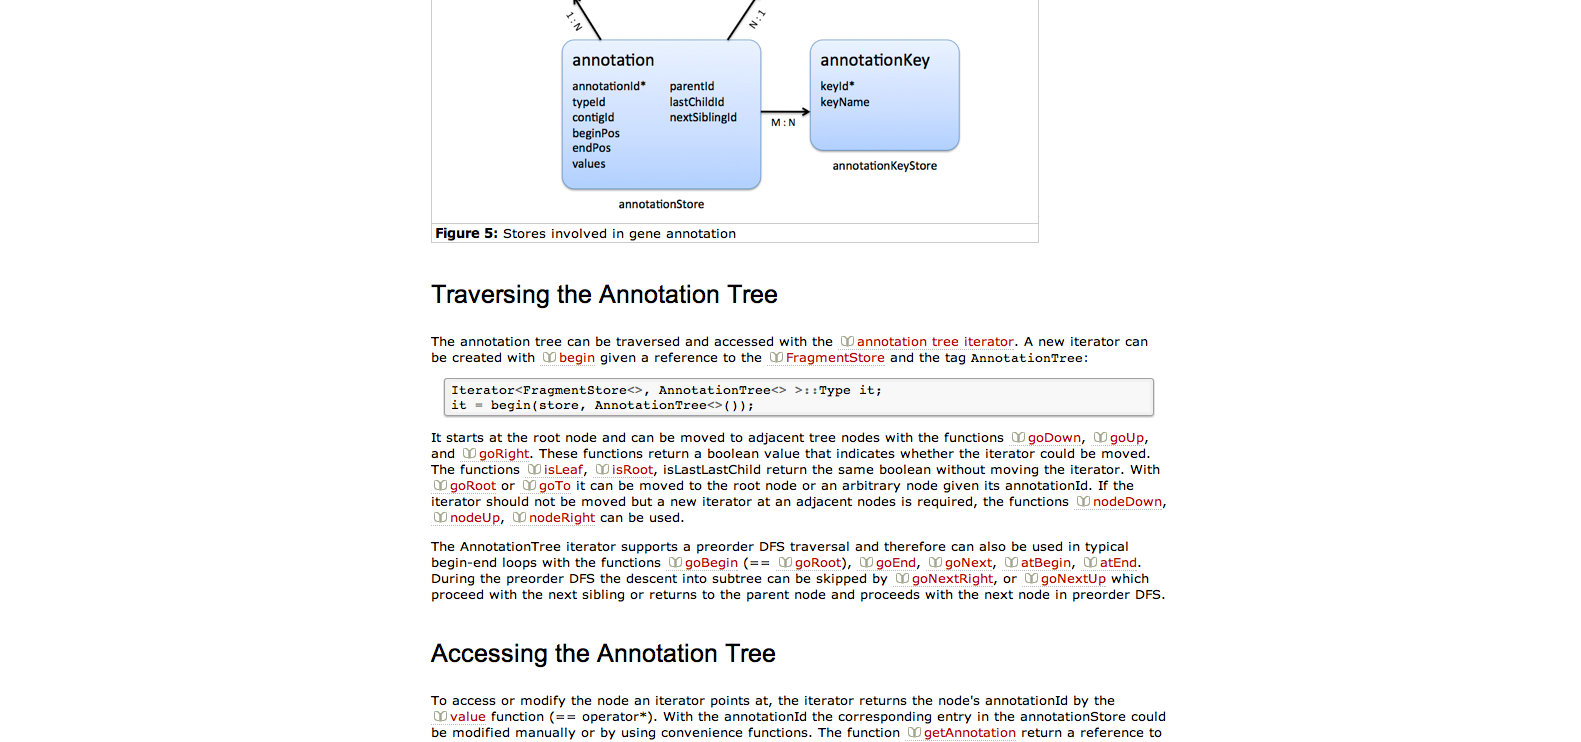 1:N
N:1
annotation
annotationId* parentId
typeId lastChildId
contigId nextSiblingId
beginPos
endPos
values
annotationStore
M:N
annotationKey
keyId*
keyName
annotationKeyStore
Figure 5: Stores involved in gene annotation
Traversing the Annotation Tree
The annotation tree can be traversed and accessed with the annotation tree iterator. A new iterator can
be created with begin given a reference to the FragmentStore and the tag AnnotationTree:
Iterator<FragmentStore<>, AnnotationTree<> >::Type it;
it = begin(store, AnnotationTree<>());
It starts at the root node and can be moved to adjacent tree nodes with the functions goDown, goUp,
and goRight. These functions return a boolean value that indicates whether the iterator could be moved.
The functions isLeaf, isRoot, isLastLastChild return the same boolean without moving the iterator. With
goRoot or goTo it can be moved to the root node or an arbitrary node given its annotationId. If the
iterator should not be moved but a new iterator at an adjacent nodes is required, the functions nodeDown,
nodeUp, nodeRight can be used.
The AnnotationTree iterator supports a preorder DFS traversal and therefore can also be used in typical
begin-end loops with the functions goBegin (== goRoot), goEnd, goNext, atBegin, atEnd.
During the preorder DFS the descent into subtree can be skipped by goNextRight, or goNextUp which
proceed with the next sibling or returns to the parent node and proceeds with the next node in preorder DFS.
Accessing the Annotation Tree
To access or modify the node an iterator points at, the iterator returns the node's annotationId by the
value function (== operator*). With the annotationId the corresponding entry in the annotationStore could
be modified manually or by using convenience functions. The function getAnnotation return a reference to